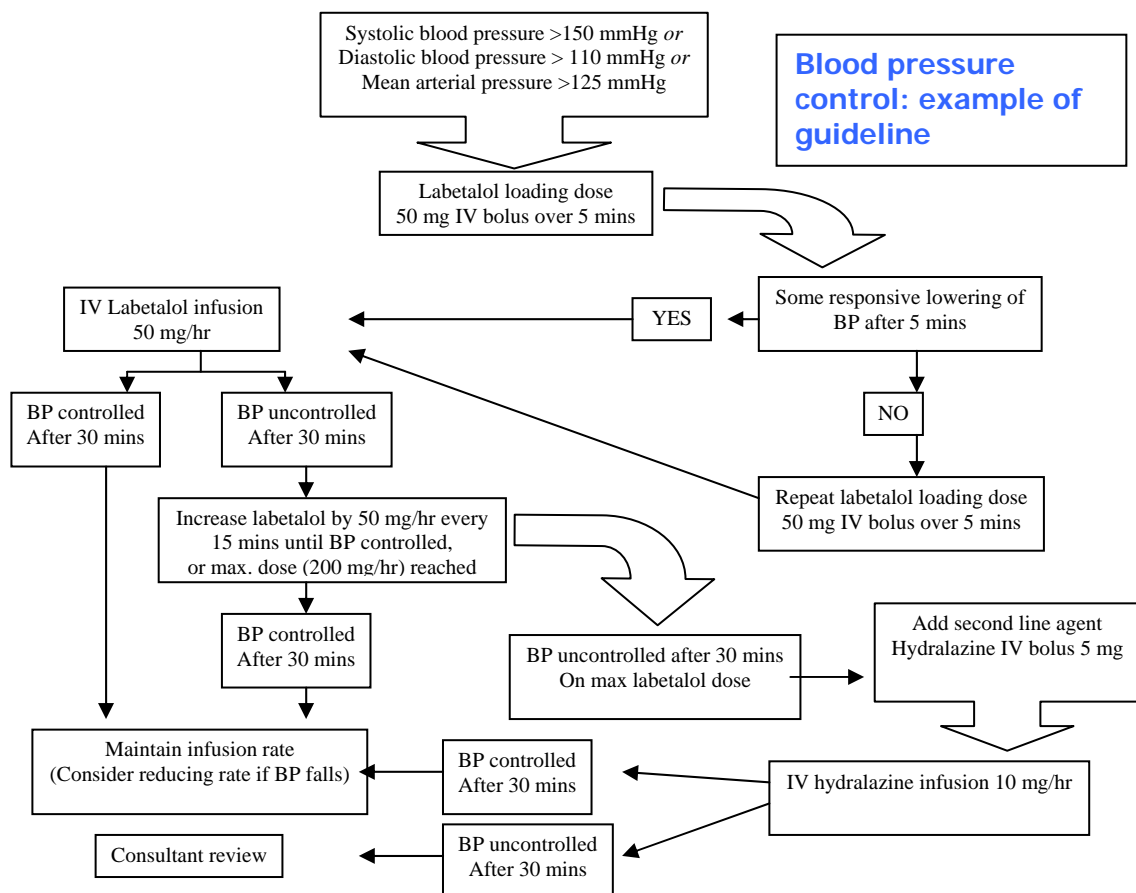 Systolic blood pressure >150 mmHg or
Diastolic blood pressure > 110 mmHg or
Mean arterial pressure >125 mmHg
Blood pressure
control: example of
guideline
Labetalol loading dose
50 mg IV bolus over 5 mins
IV Labetalol infusion
50 mg/hr
YES
Some responsive lowering of
BP after 5 mins
BP controlled
After 30 mins
BP uncontrolled
After 30 mins
NO
Repeat labetalol loading dose
50 mg IV bolus over 5 mins
Increase labetalol by 50 mg/hr every
15 mins until BP controlled,
or max. dose (200 mg/hr) reached
BP controlled
After 30 mins
BP uncontrolled after 30 mins
On max labetalol dose
Add second line agent
Hydralazine IV bolus 5 mg
Maintain infusion rate
(Consider reducing rate if BP falls)
BP controlled
After 30 mins
IV hydralazine infusion 10 mg/hr
Consultant review
BP uncontrolled
After 30 mins